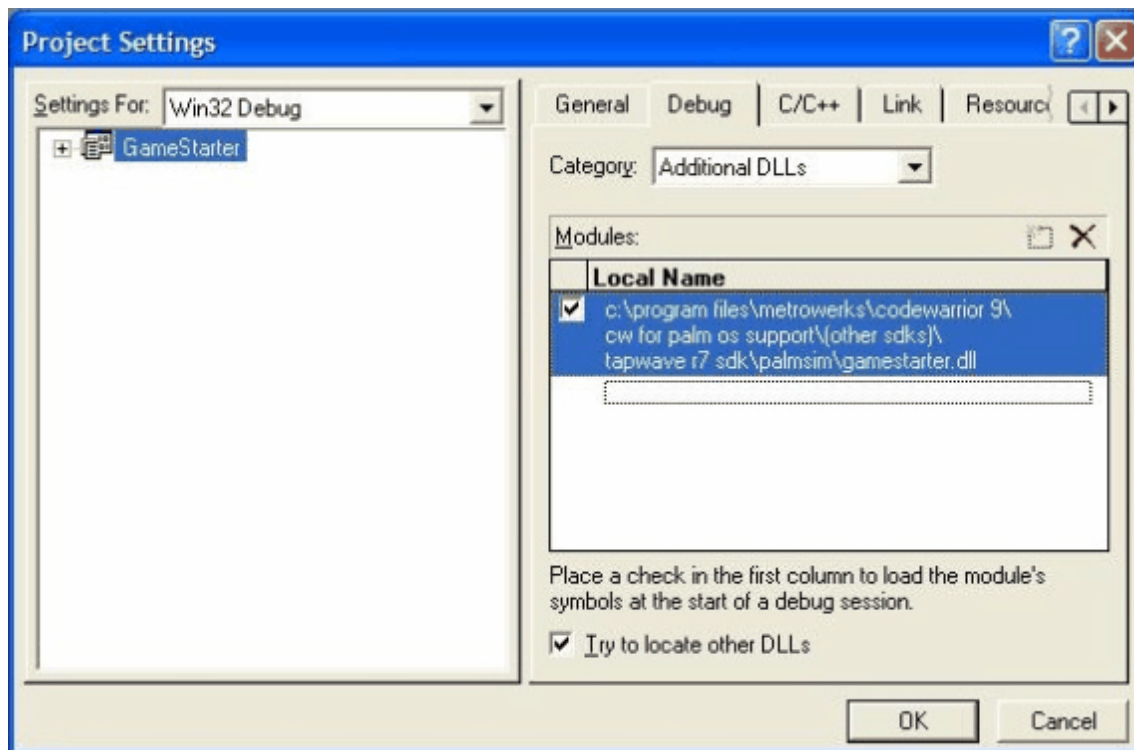 Project Settings
Settings For: Win32 Debug
GameStarter
General Debug C/C++ Link
Category: Additional DLLs
Modules:
Local Name
c:\program files\metrowerks\codewarrior 9\
cw for palm os support\(other sdks)\
tapwave r7 sdk\palmsim\gamestarter.dll
Place a check in the first column to load the module's
symbols at the start of a debug session.
Try to locate other DLLs
OK Cancel